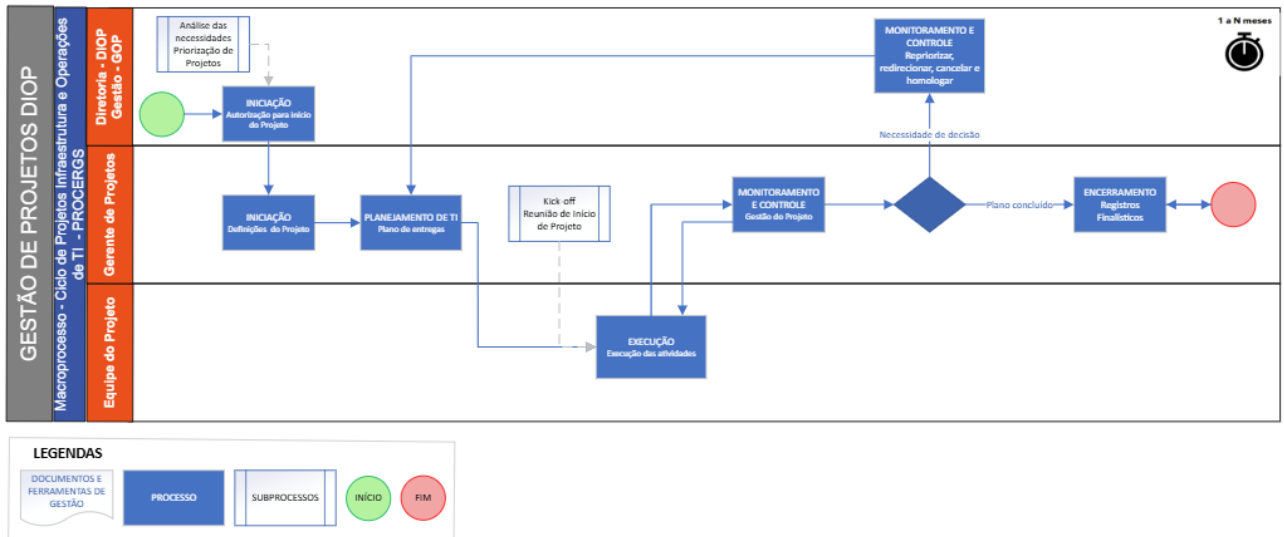 GESTÃO DE PROJETOS DIOP
Macroprocesso - Ciclo de Projetos Infraestrutura e Operações
de TI - PROCERGS
Diretoria - DIOP
Gestão - GOP
Análise das
necessidades
Priorização de
Projetos
INICIAÇÃO
Autorização para início
do Projeto
MONITORAMENTO E
CONTROLE
Repriorizar,
redirecionar, cancelar e
homologar
1 a N meses
Necessidade de decisão
Gerente de Projetos
INICIAÇÃO
Definições do Projeto
PLANEJAMENTO DE TI
Plano de entregas
Kick-off
Reunião de Início
de Projeto
MONITORAMENTO
E CONTROLE
Gestão do Projeto
Plano concluído
ENCERRAMENTO
Registros
Finalísticos
Equipe do Projeto
EXECUÇÃO
Execução das atividades
LEGENDAS
DOCUMENTOS E
FERRAMENTAS DE
GESTÃO
PROCESSO
SUBPROCESSOS
INÍCIO
FIM